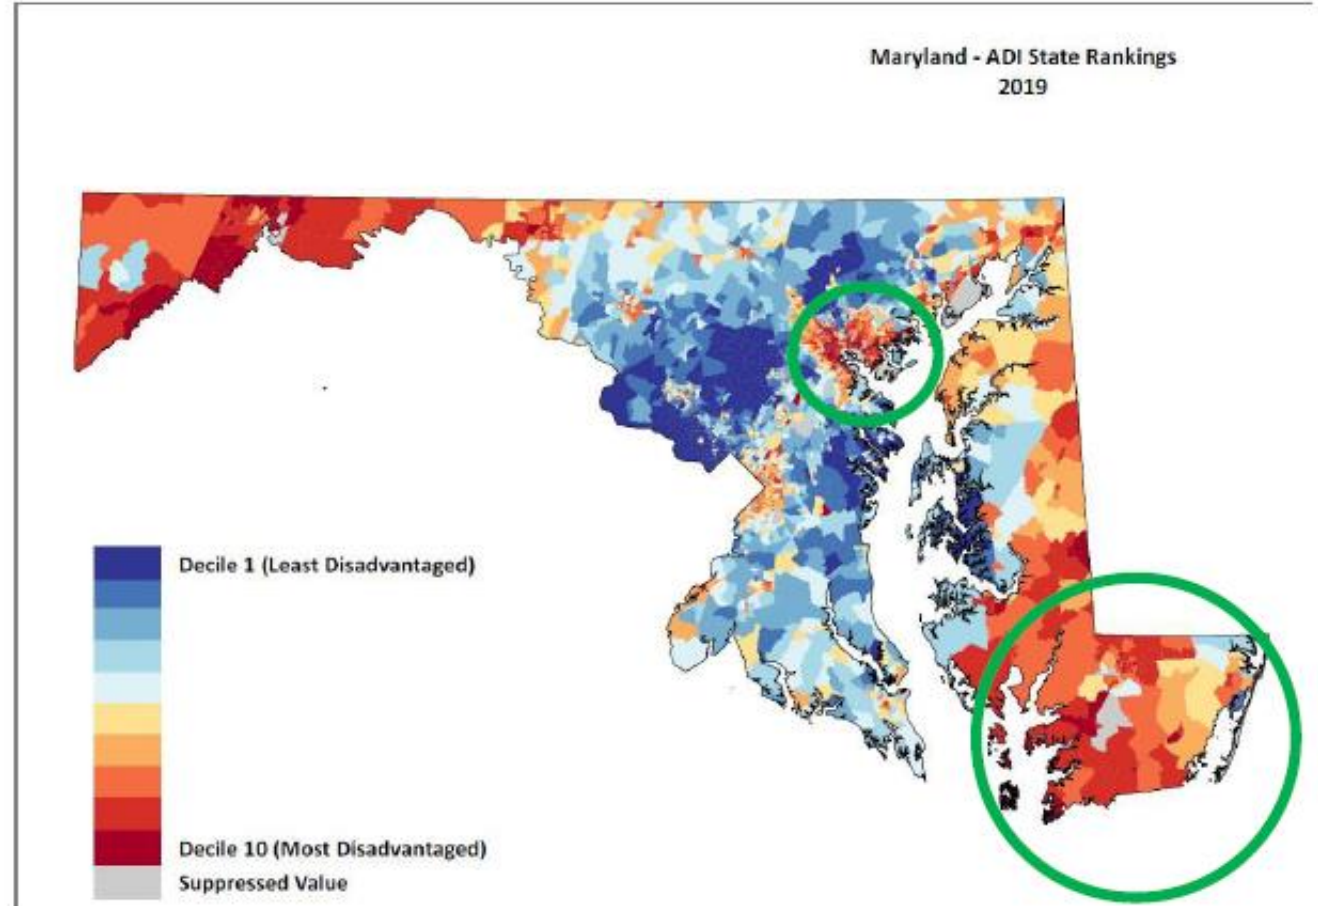 Maryland - ADI State Rankings
2019
Decile 1 (Least Disadvantaged)
Decile 10 (Most Disadvantaged)
Suppressed Value